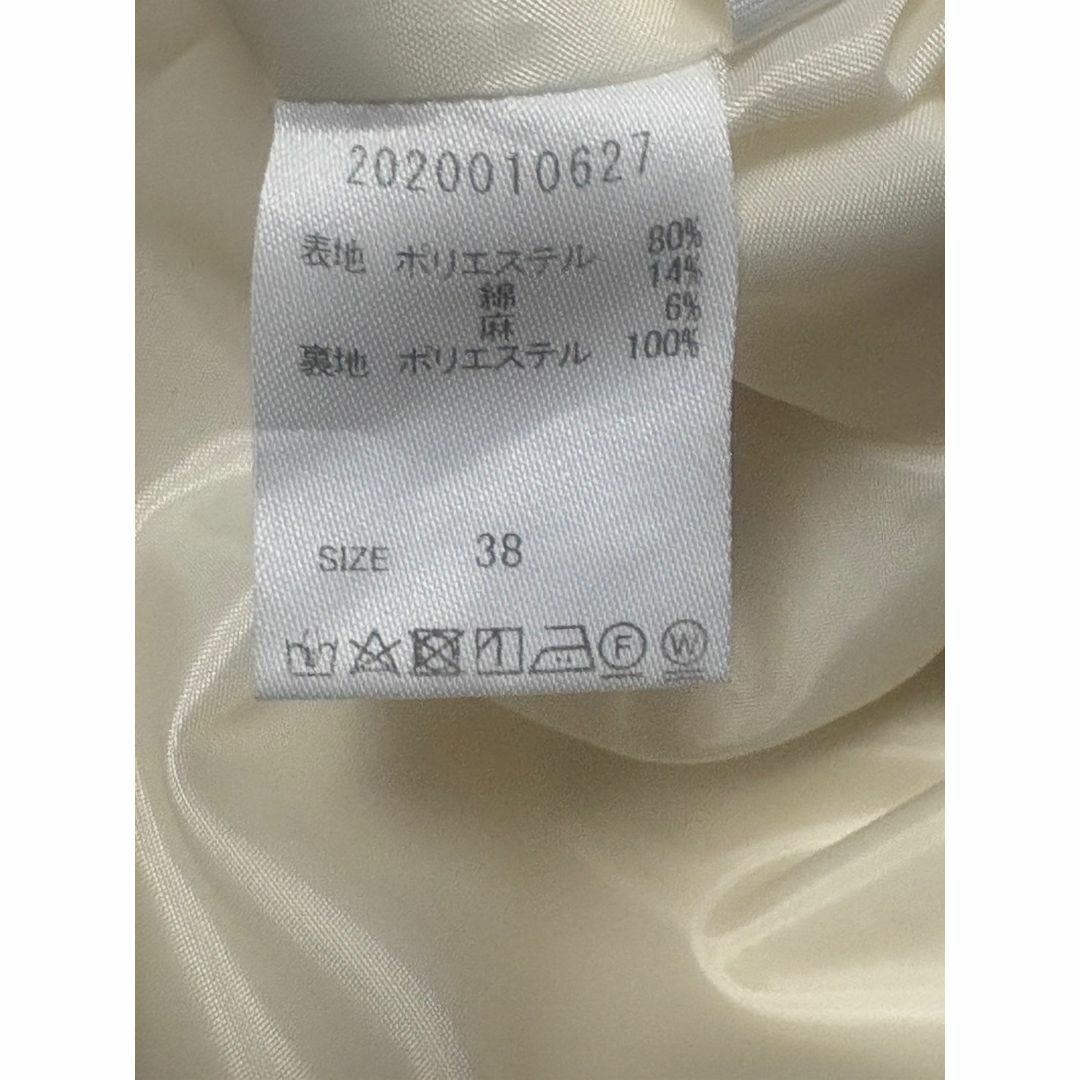 2020010627
表地 ポリエステル 80%
綿 14%
麻 6%
裏地 ポリエステル 100%
SIZE 38
F W